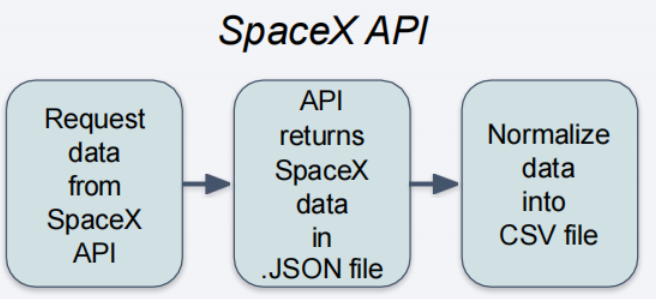 SpaceX API
Request
data
from
SpaceX
API
API
returns
SpaceX
data
in
.JSON file
Normalize
data
into
CSV file